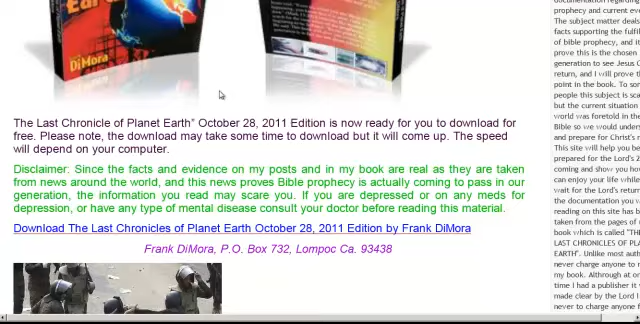 Earth
DiMora
The Last Chronicle of Planet Earth" October 28, 2011 Edition is now ready for you to download for
free. Please note, the download may take some time to download but it will come up. The speed
will depend on your computer.
Disclaimer: Since the facts and evidence on my posts and in my book are real as they are taken
from news around the world, and this news proves Bible prophecy is actually coming to pass in our
generation, the information you read may scare you. If you are depressed or on any meds for
depression, or have any type of mental disease consult your doctor before reading this material.
Download The Last Chronicles of Planet Earth October 28, 2011 Edition by Frank DiMora
Frank DiMora, P.O. Box 732, Lompoc Ca. 93438
prophecy and current eve
The subject matter deals
facts supporting the fulfil
of bible prophecy, and it
prove this is the chosen
generation to see Jesus C
return, and I will prove t
point in the book. To som
people this subject is sca
but the current situation
world was foretold in the
Bible so we would unders
and prepare for Christ's r
This site will help you be
prepared for the Lord's 2
coming and show you how
can enjoy your life while
wait for the Lord's return
the documentation you w
reading on this site has b
taken from the pages of
book which is called "THE
LAST CHRONICLES OF PLA
EARTH". Unlike most auth
never charge anyone to r
my book. Although at on
time I had a publisher it
made clear by the Lord I
never to charge anyone f